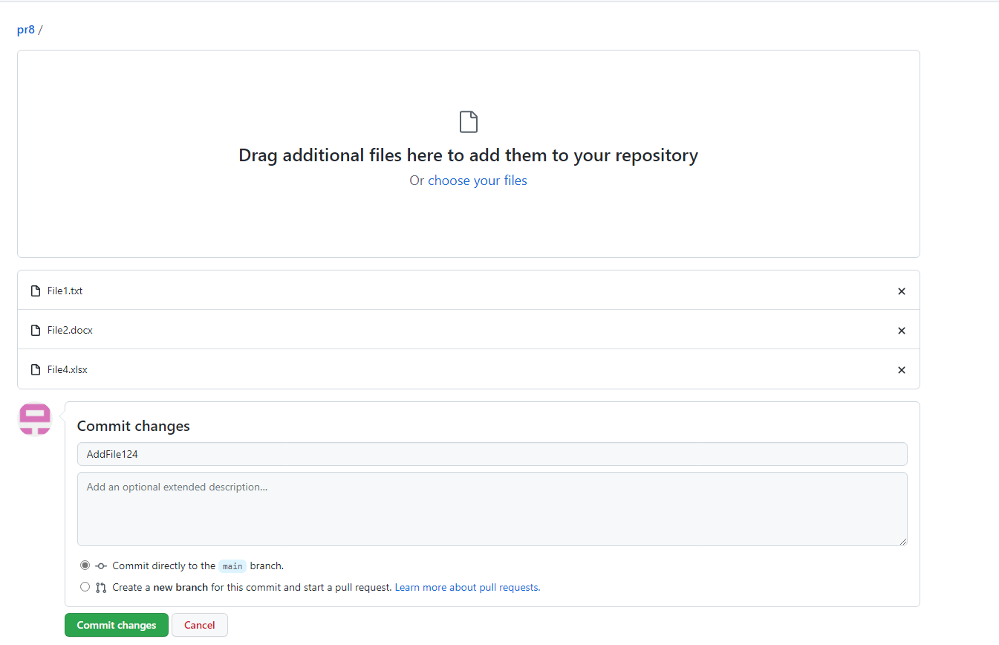 pr8 /
Drag additional files here to add them to your repository
Or choose your files
File1.txt
File2.docx
File4.xlsx
Commit changes
AddFile124
Add an optional extended description...
Commit directly to the main branch.
Create a new branch for this commit and start a pull request. Learn more about pull requests.
Commit changes Cancel